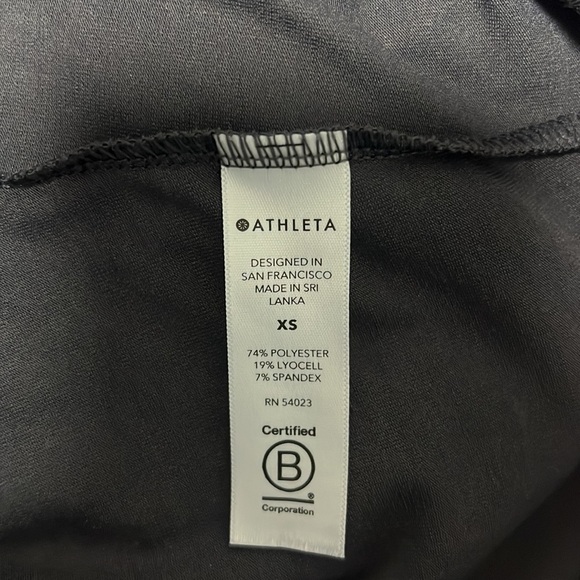 ATHLETA
DESIGNED IN
SAN FRANCISCO
MADE IN SRI
LANKA
XS
74% POLYESTER
19% LYOCELL
7% SPANDEX
RN 54023
Certified
B
®
Corporation